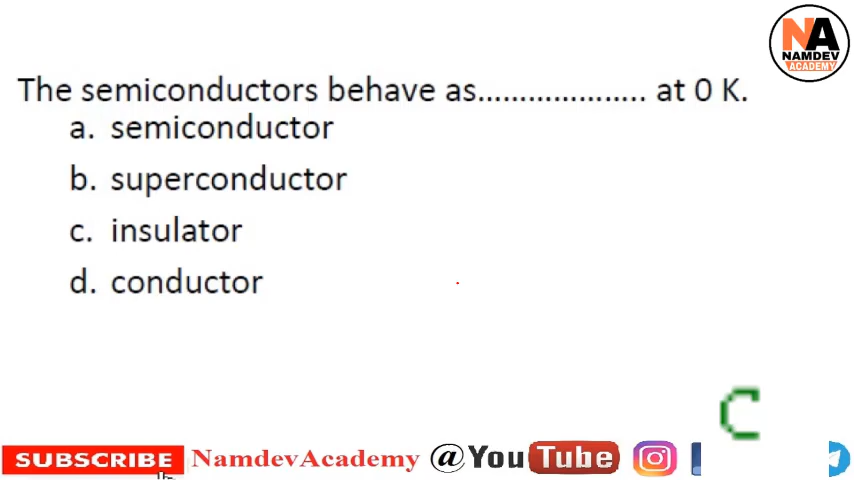 NA
NAMDEV
ACADEMY
The semiconductors behave as.................... at 0 K.
a. semiconductor
b. superconductor
c. insulator
d. conductor
C
SUBSCRIBE NamdevAcademy @YouTube